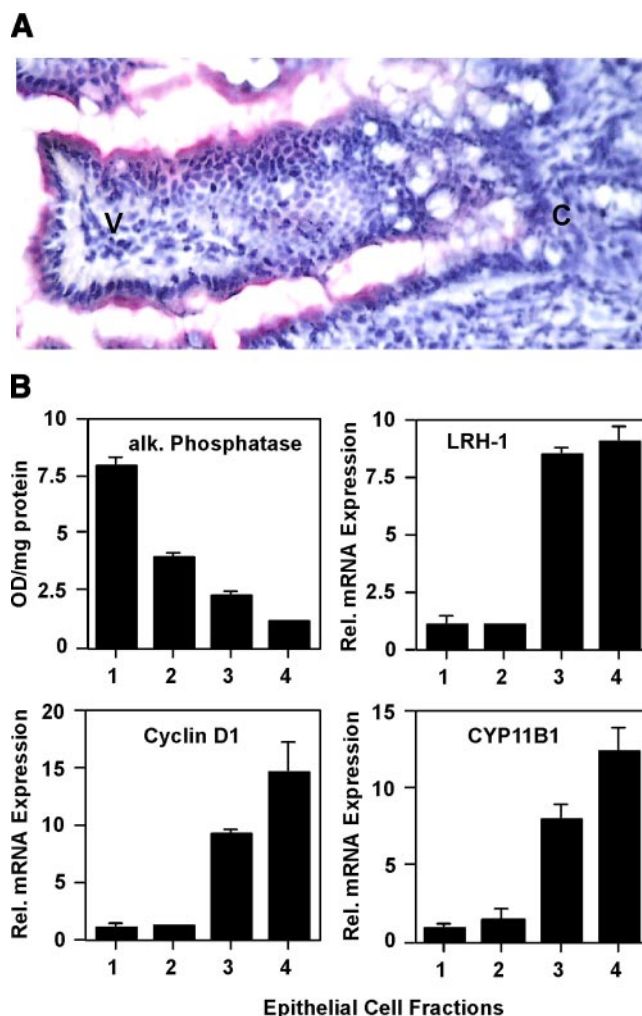 A
V
C
B
alk. Phosphatase
OD/mg protein
10
7.5
5
2.5
0
1 2 3 4
LRH-1
Rel. mRNA Expression
10
7.5
5
2.5
0
1 2 3 4
Cyclin D1
Rel. mRNA Expression
20
15
10
5
0
1 2 3 4
CYP11B1
Rel. mRNA Expression
15
10
5
0
1 2 3 4
Epithelial Cell Fractions